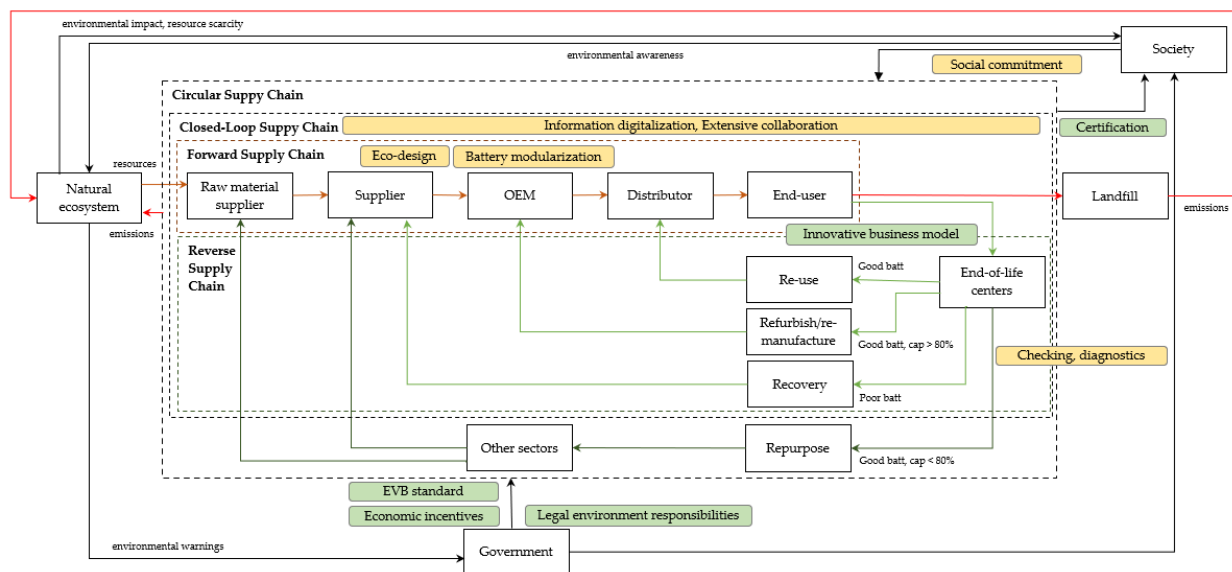 environmental impact, resource scarcity
environmental awareness
Society
Social commitment
Circular Suppy Chain
Closed-Loop Suppy Chain
Information digitalization, Extensive collaboration
Certification
Forward Supply Chain
Eco-design
Battery modularization
resources
Natural
ecosystem
Raw material
supplier
Supplier
OEM
Distributor
End-user
Landfill
emissions
emissions
Innovative business model
Reverse
Supply
Chain
Re-use
Good batt
End-of-life
centers
Refurbish/re-
manufacture
Good batt, cap > 80%
Checking, diagnostics
Recovery
Poor batt
Other sectors
Repurpose
Good batt, cap < 80%
EVB standard
Economic incentives
Legal environment responsibilities
environmental warnings
Government